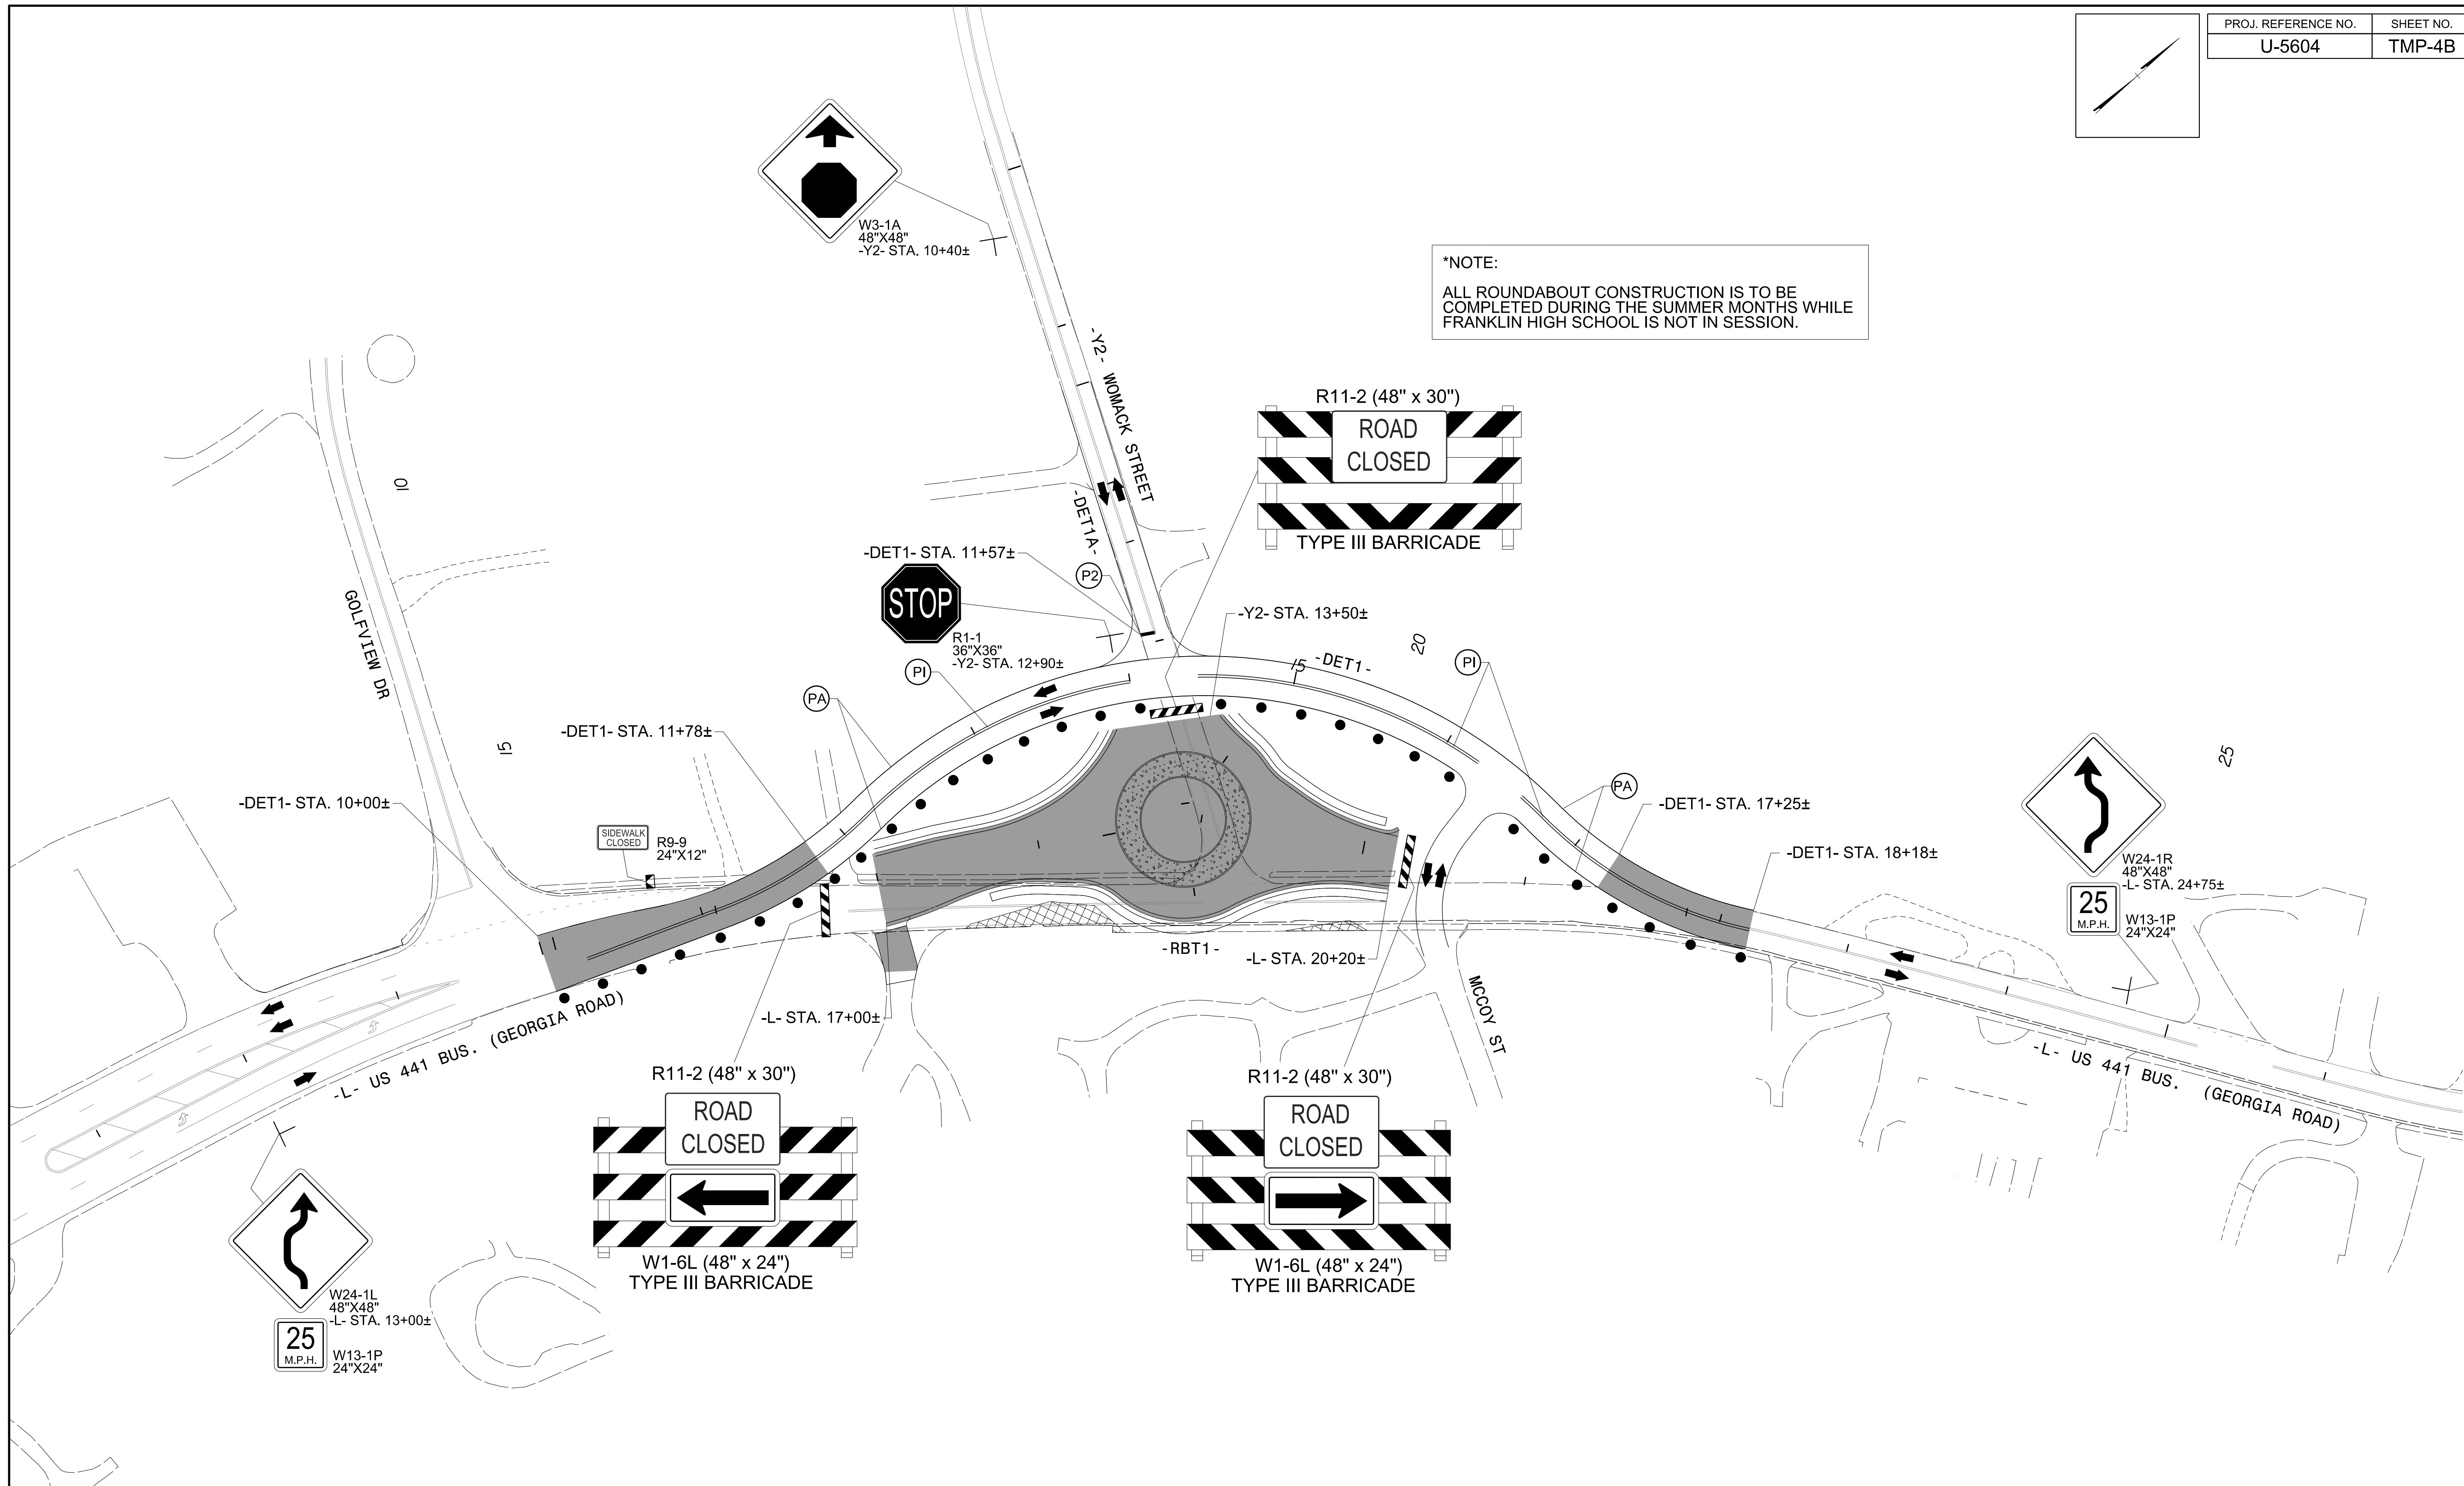 PROJ. REFERENCE NO.
SHEET NO.
U-5604
TMP-4B
W3-1A
48"X48"
-Y2- STA. 10+40±
*NOTE:
ALL ROUNDABOUT CONSTRUCTION IS TO BE
COMPLETED DURING THE SUMMER MONTHS WHILE
FRANKLIN HIGH SCHOOL IS NOT IN SESSION.
-Y2- WOMACK STREET
R11-2 (48" x 30")
ROAD
CLOSED
TYPE III BARRICADE
10
-DET1A-
-DET1- STA. 11+57±
P2
STOP
R1-1
36"X36"
-Y2- STA. 12+90±
GOLFVIEW DR
-Y2- STA. 13+50±
20
15
-DET1-
PI
PI
PA
15
-DET1- STA. 11+78±
25
PA
-DET1- STA. 10+00±
-DET1- STA. 17+25±
SIDEWALK
CLOSED
R9-9
24"X12"
-DET1- STA. 18+18±
W24-1R
48"X48"
-L- STA. 24+75±
25
M.P.H.
W13-1P
24"X24"
-RBT1-
-L- STA. 20+20±
-L- STA. 17+00±
MCCOY ST
-L- US 441 BUS. (GEORGIA ROAD)
-L- US 441 BUS. (GEORGIA ROAD)
R11-2 (48" x 30")
ROAD
CLOSED
W1-6L (48" x 24")
TYPE III BARRICADE
R11-2 (48" x 30")
ROAD
CLOSED
W1-6L (48" x 24")
TYPE III BARRICADE
W24-1L
48"X48"
-L- STA. 13+00±
25
M.P.H.
W13-1P
24"X24"